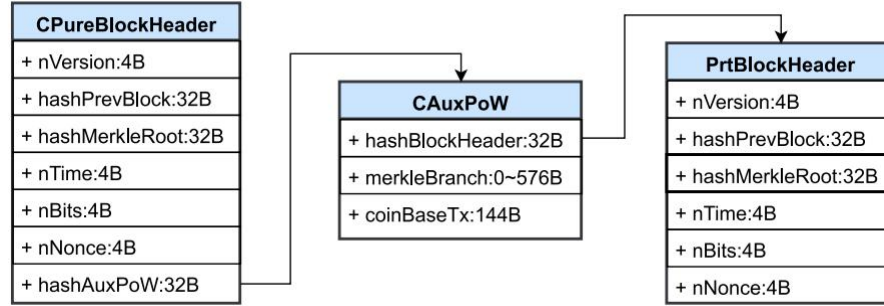 CPureBlockHeader
+ nVersion:4B
+ hashPrevBlock:32B
+ hashMerkleRoot:32B
+ nTime:4B
+ nBits:4B
+ nNonce:4B
+ hashAuxPoW:32B
CAuxPoW
+ hashBlockHeader:32B
+ merkleBranch:0~576B
+ coinBaseTx:144B
PrtBlockHeader
+ nVersion:4B
+ hashPrevBlock:32B
+ hashMerkleRoot:32B
+ nTime:4B
+ nBits:4B
+ nNonce:4B